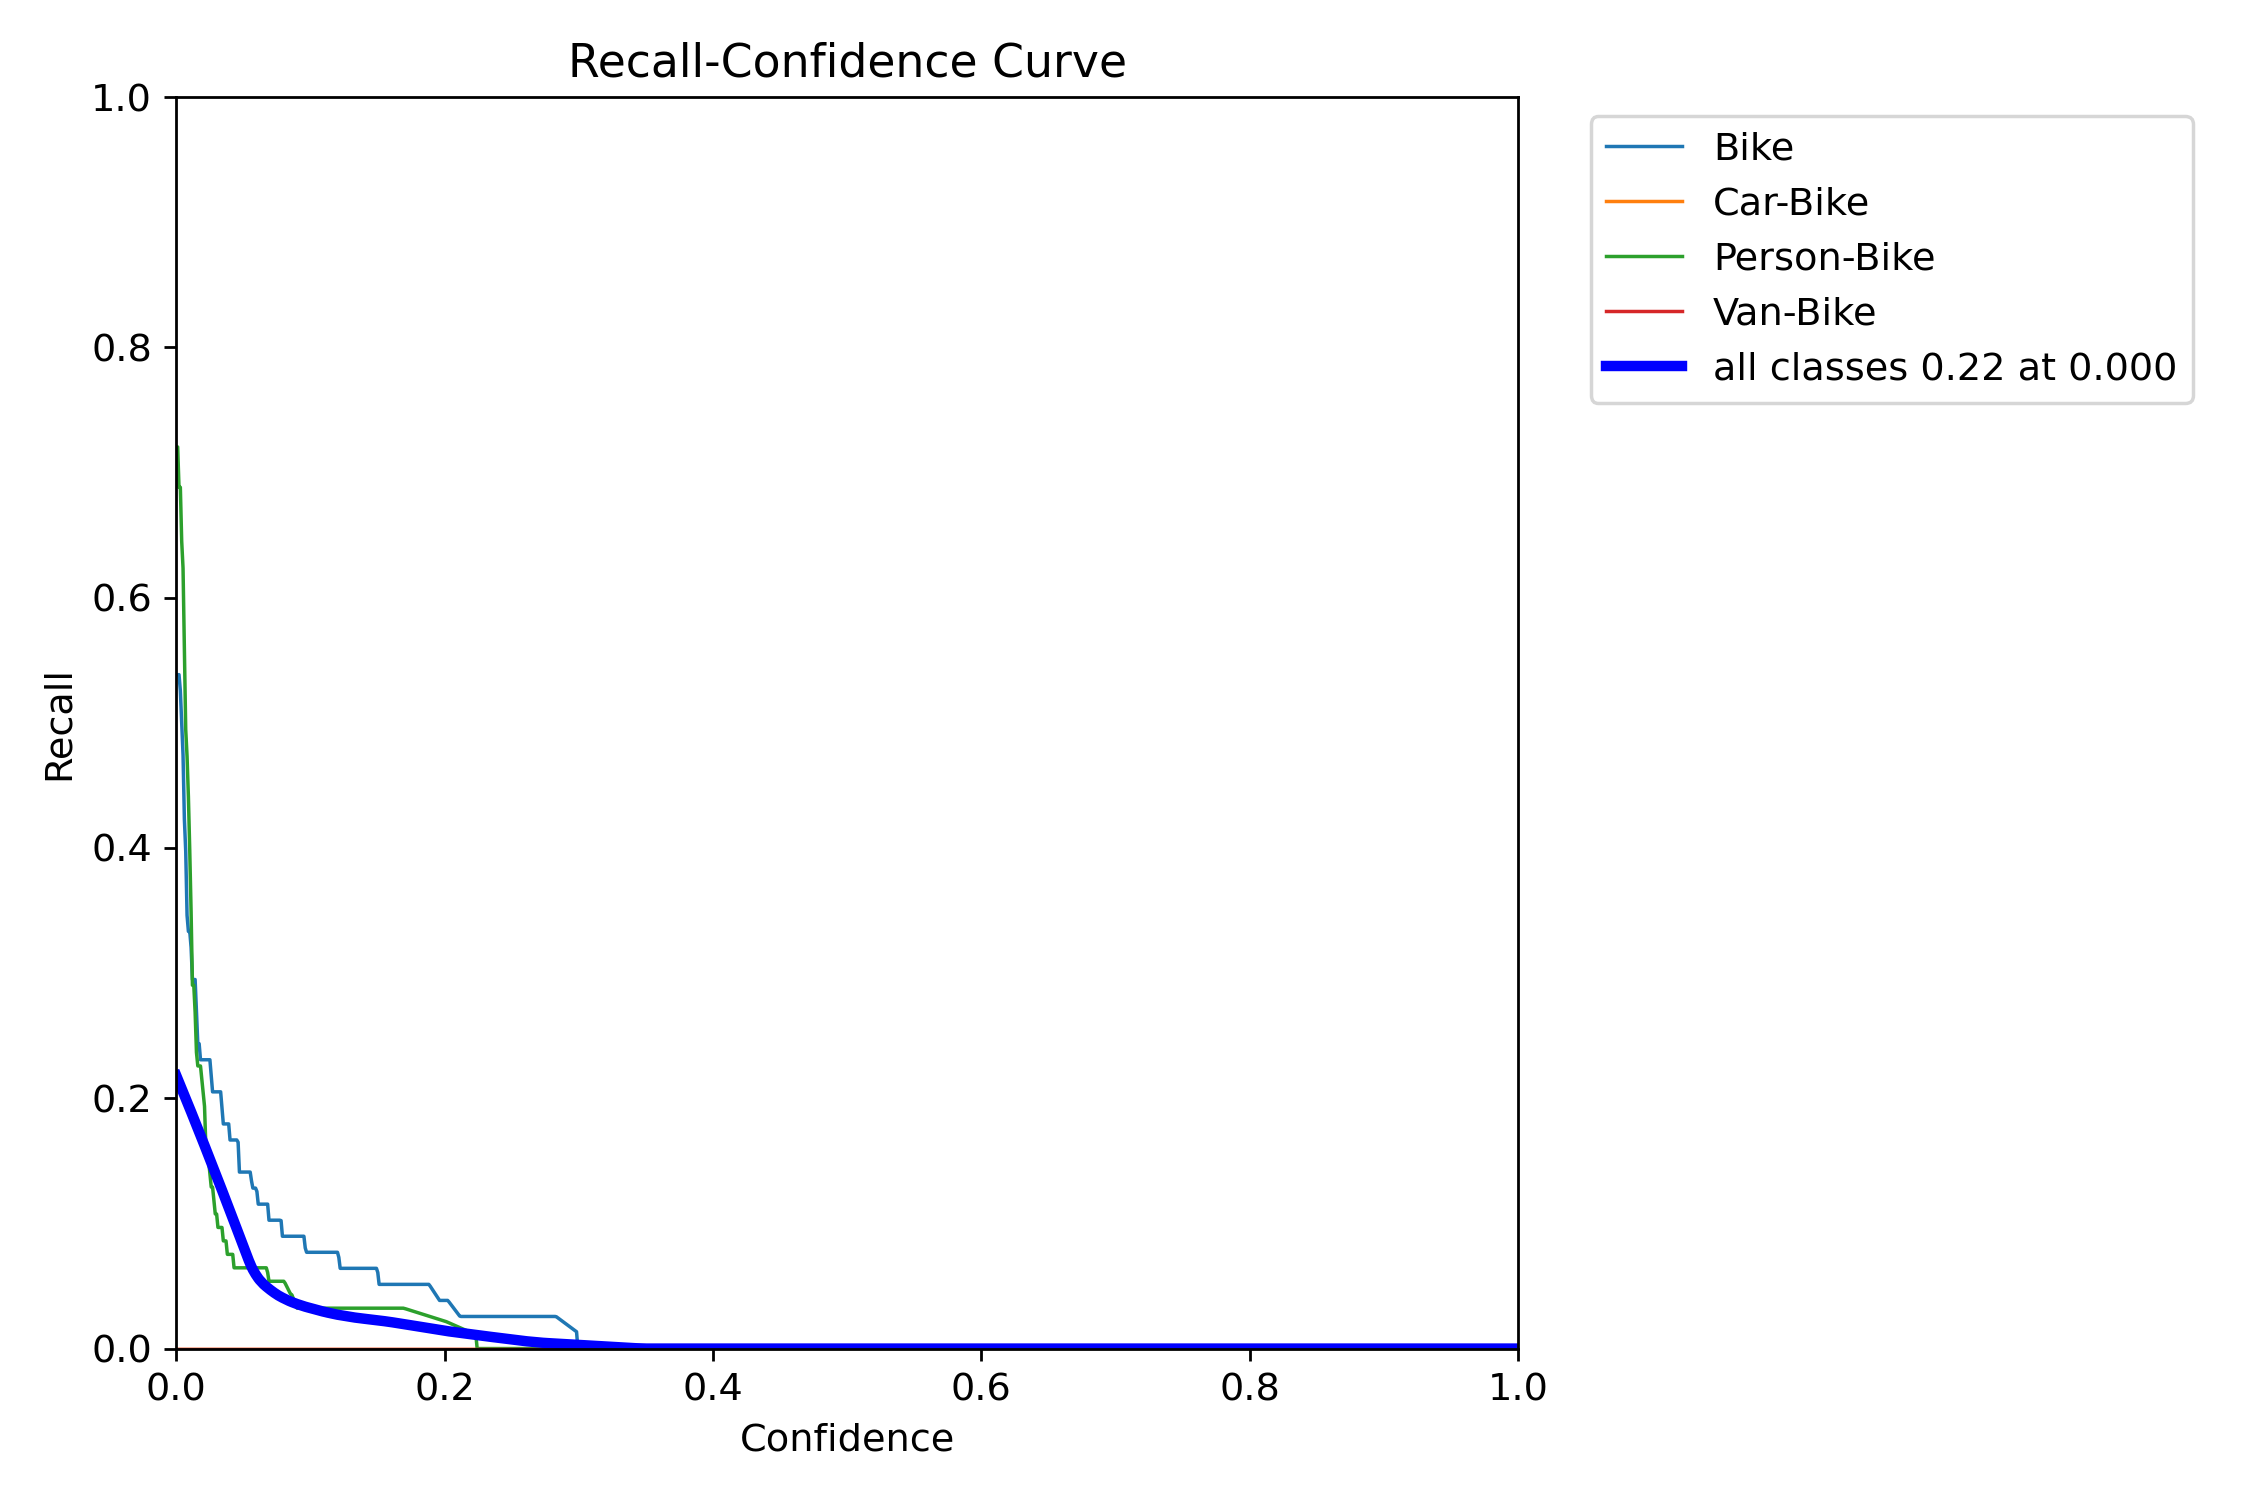 Recall-Confidence Curve
1.0
0.8
0.6
0.4
0.2
0.0
Recall
0.0 0.2 0.4 0.6 0.8 1.0
Confidence
Bike
Car-Bike
Person-Bike
Van-Bike
all classes 0.22 at 0.000